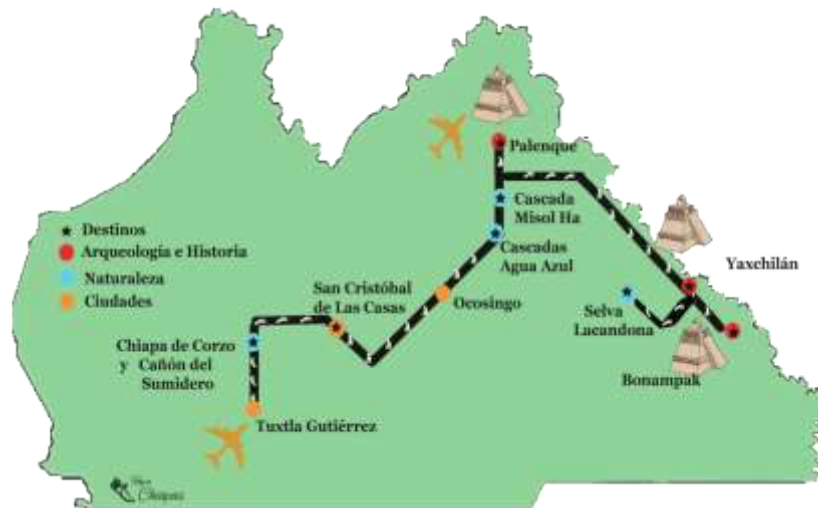 Palenque
Cascada
Misol Ha
Cascadas
Agua Azul
Destinos
Arqueología e Historia
Naturaleza
Ciudades
San Cristóbal
de Las Casas
Ocosingo
Yaxchilán
Selva
Lacandona
Chiapa de Corzo
y Cañón del
Sumidero
Bonampak
Tuxtla Gutiérrez
Chiapas